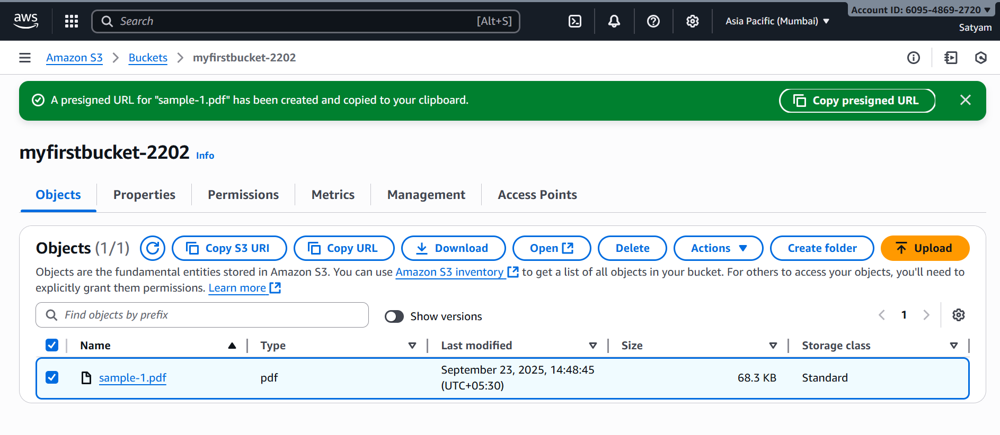 aws
Search
[Alt+S]
Asia Pacific (Mumbai)
Account ID: 6095-4869-2720
Satyam
Amazon S3
Buckets
myfirstbucket-2202
A presigned URL for "sample-1.pdf" has been created and copied to your clipboard.
Copy presigned URL
myfirstbucket-2202 Info
Objects
Properties
Permissions
Metrics
Management
Access Points
Objects (1/1)
Copy S3 URI
Copy URL
Download
Open
Delete
Actions
Create folder
Upload
Objects are the fundamental entities stored in Amazon S3. You can use Amazon S3 inventory to get a list of all objects in your bucket. For others to access your objects, you'll need to
explicitly grant them permissions. Learn more
Find objects by prefix
Show versions
1
Name
Type
Last modified
Size
Storage class
sample-1.pdf
pdf
September 23, 2025, 14:48:45
(UTC+05:30)
68.3 KB
Standard